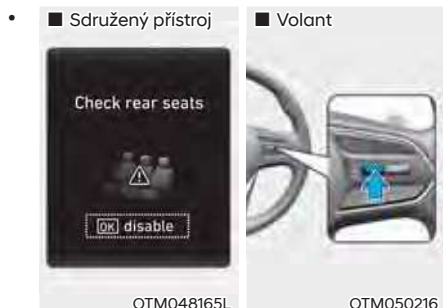 • ■ Sdružený přístroj
■ Volant
Check rear seats
OK disable
OTM048165L
OTM050216